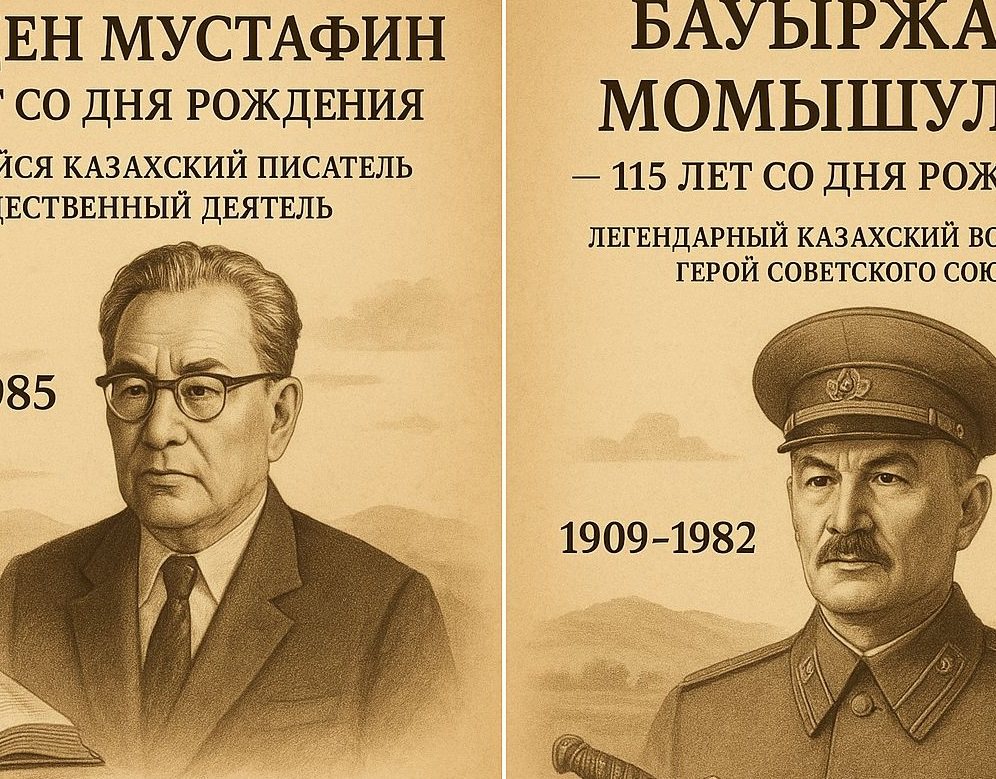 ЕН МУСТАФИН
СО ДНЯ РОЖДЕНИЯ
ЙСЯ КАЗАХСКИЙ ПИСАТЕЛЬ
ЕСТВЕННЫЙ ДЕЯТЕЛЬ
985
БАУЫРЖА
МОМЫШУЛ
— 115 ЛЕТ СО ДНЯ РОЖ
ЛЕГЕНДАРНЫЙ КАЗАХСКИЙ ВО
ГЕРОЙ СОВЕТСКОГО СОЮ
1909–1982